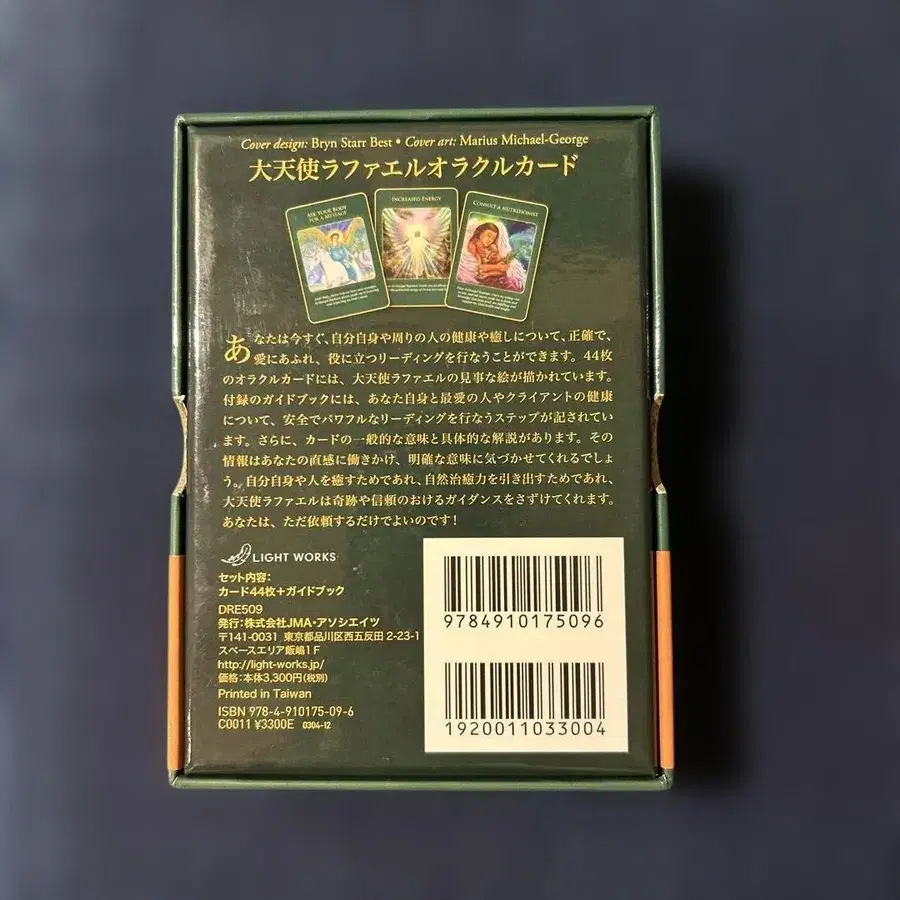 Cover design: Bryn Starr Best • Cover art: Marius Michael-George
大天使ラファエルオラクルカード
ASK YOUR BODY
FOR A MESSAGE
INCREASED ENERGY
CONSULT A NUTRITIONIST
あなたは今すぐ、自分自身や周りの人の健康や癒しについて、正確で、
愛にあふれ、役に立つリーディングを行なうことができます。44枚
のオラクルカードには、大天使ラファエルの見事な絵が描かれています。
付録のガイドブックには、あなた自身と最愛の人やクライアントの健康
について、安全でパワフルなリーディングを行なうステップが記されてい
ます。さらに、カードの一般的な意味と具体的な解説があります。その
情報はあなたの直感に働きかけ、明確な意味に気づかせてくれるでしょ
う。自分自身や人を癒すためであれ、自然治癒力を引き出すためであれ、
大天使ラファエルは奇跡や信頼のおけるガイダンスをさずけてくれます。
あなたは、ただ依頼するだけでよいのです！
LIGHT WORKS
セット内容：
カード44枚＋ガイドブック
DRE509
発行：株式会社JMA・アソシエイツ
〒141-0031 東京都品川区西五反田 2-23-1
スペースエリア飯嶋1F
http://light-works.jp/
価格：本体3,300円(税別)
Printed in Taiwan
ISBN 978-4-910175-09-6
C0011 ¥3300E 0304-12
9784910175096
1920011033004